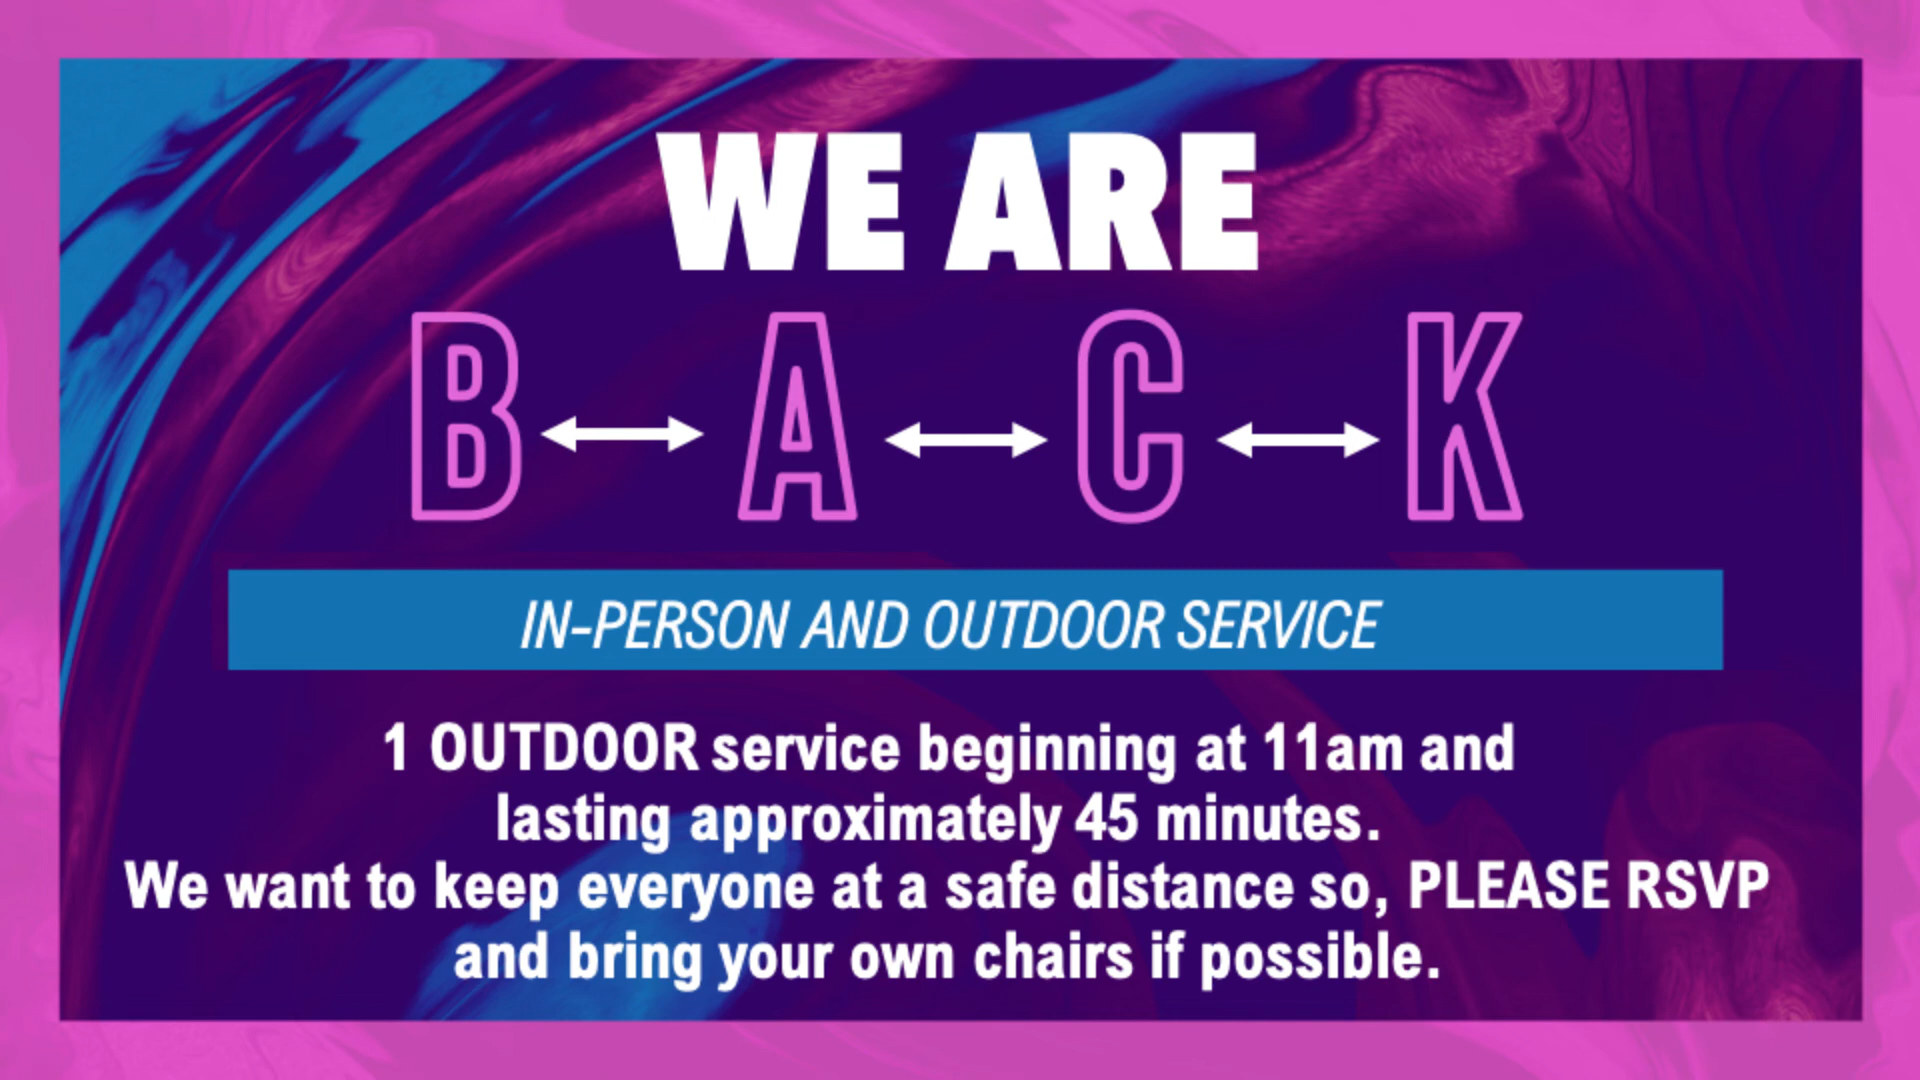 WE ARE
B A C K
IN-PERSON AND OUTDOOR SERVICE
1 OUTDOOR service beginning at 11am and
lasting approximately 45 minutes.
We want to keep everyone at a safe distance so, PLEASE RSVP
and bring your own chairs if possible.